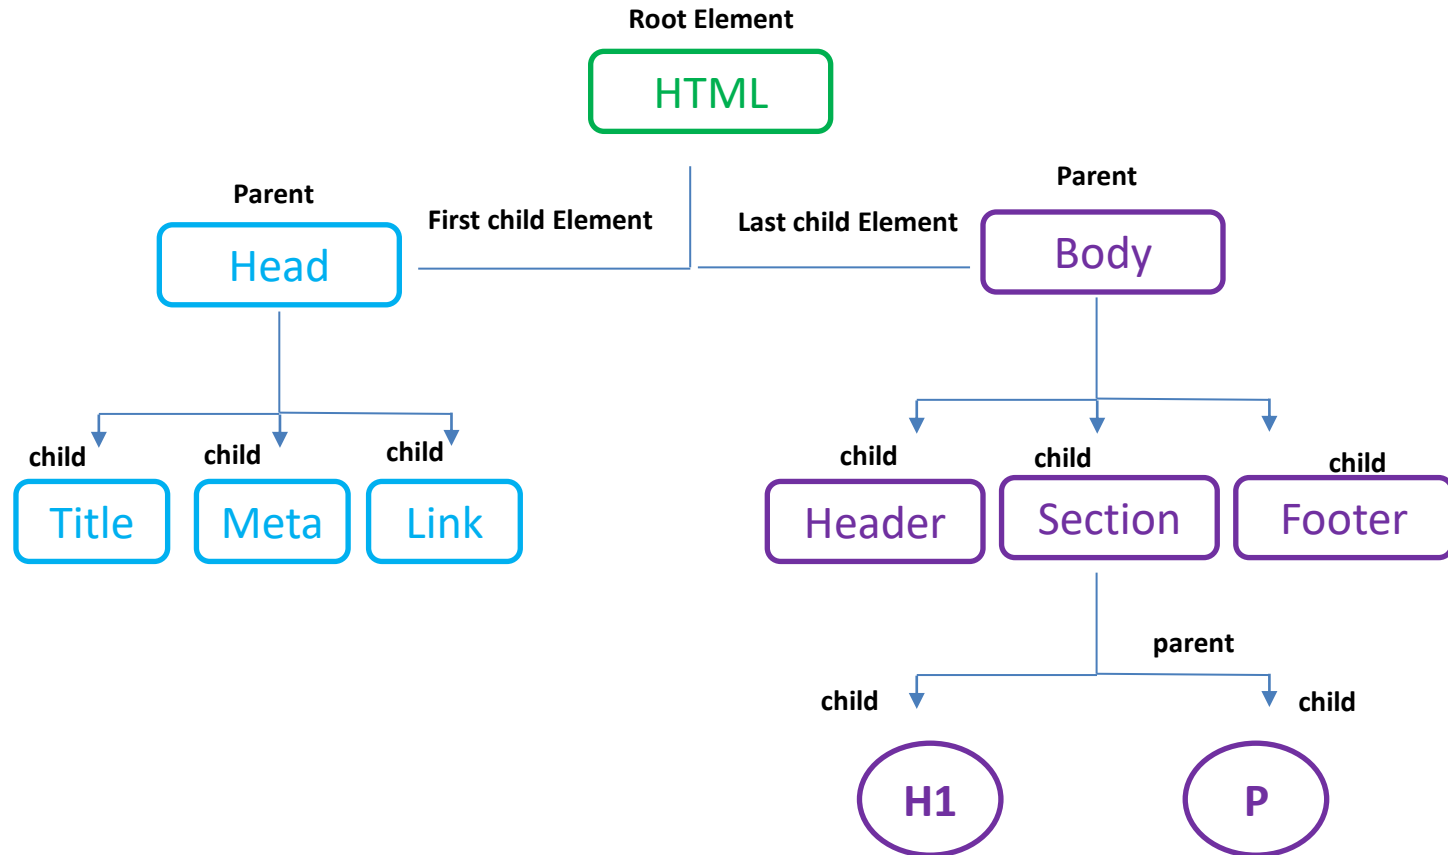 Root Element
HTML
Parent
Parent
First child Element
Last child Element
Head
Body
child
child
child
child
child
child
Title
Meta
Link
Header
Section
Footer
parent
child
child
H1
P